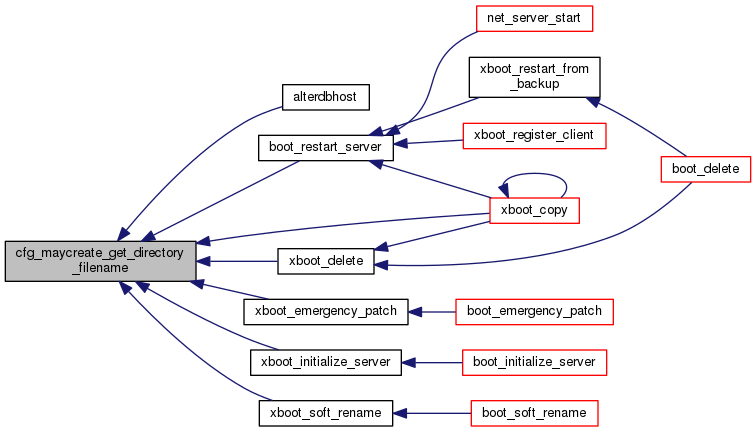 net_server_start
xboot_restart_from
_backup
alterdbhost
boot_restart_server
xboot_register_client
boot_delete
xboot_copy
cfg_maycreate_get_directory
_filename
xboot_delete
xboot_emergency_patch
boot_emergency_patch
xboot_initialize_server
boot_initialize_server
xboot_soft_rename
boot_soft_rename